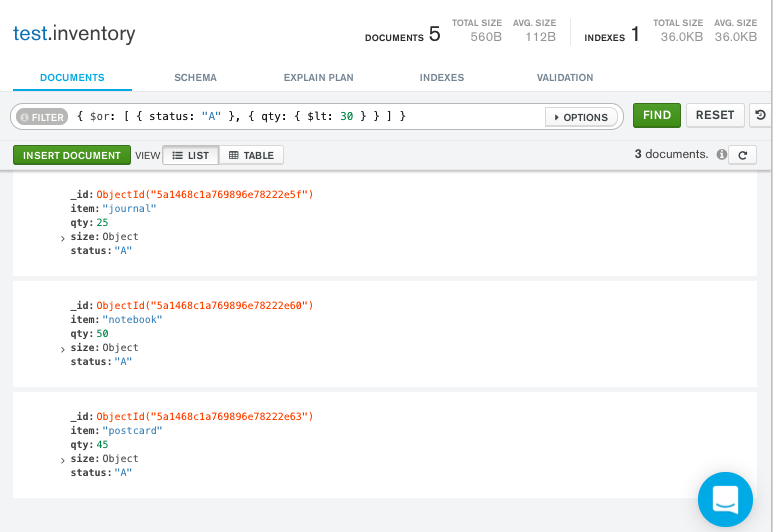 test.inventory
DOCUMENTS 5
TOTAL SIZE 560B
AVG. SIZE 112B
INDEXES 1
TOTAL SIZE 36.0KB
AVG. SIZE 36.0KB
DOCUMENTS SCHEMA EXPLAIN PLAN INDEXES VALIDATION
FILTER { $or: [ { status: "A" }, { qty: { $lt: 30 } } ] } OPTIONS FIND RESET
INSERT DOCUMENT VIEW LIST TABLE 3 documents.
_id: ObjectId("5a1468c1a769896e78222e5f")
item: "journal"
qty: 25
size: Object
status: "A"
_id: ObjectId("5a1468c1a769896e78222e60")
item: "notebook"
qty: 50
size: Object
status: "A"
_id: ObjectId("5a1468c1a769896e78222e63")
item: "postcard"
qty: 45
size: Object
status: "A"